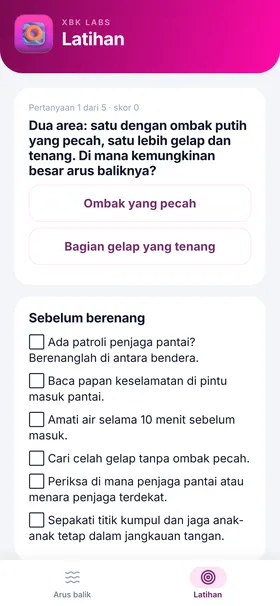 XBK LABS
Latihan
Pertanyaan 1 dari 5 · skor 0
Dua area: satu dengan ombak putih
yang pecah, satu lebih gelap dan
tenang. Di mana kemungkinan
besar arus baliknya?
Ombak yang pecah
Bagian gelap yang tenang
Sebelum berenang
Ada patroli penjaga pantai?
Berenanglah di antara bendera.
Baca papan keselamatan di pintu
masuk pantai.
Amati air selama 10 menit sebelum
masuk.
Cari celah gelap tanpa ombak pecah.
Periksa di mana penjaga pantai atau
menara penjaga terdekat.
Sepakati titik kumpul dan jaga anak-
anak tetap dalam jangkauan tangan.
Arus balik
Latihan